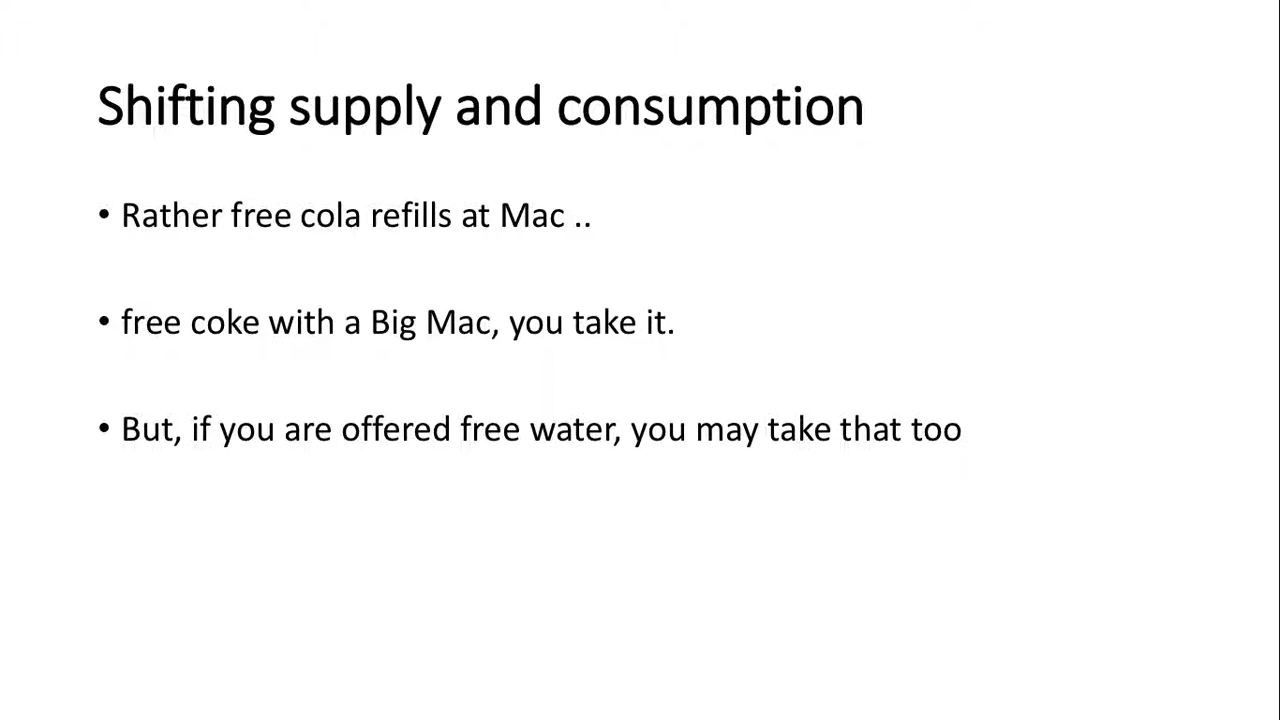 Shifting supply and consumption
• Rather free cola refills at Mac ..
• free coke with a Big Mac, you take it.
• But, if you are offered free water, you may take that too